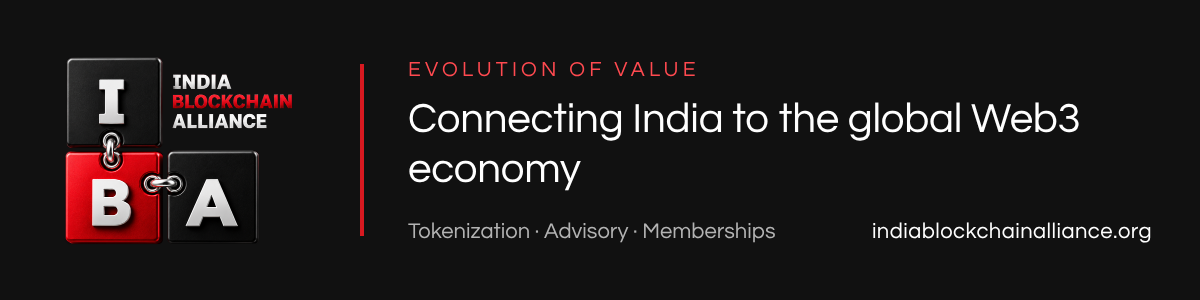 I
B
A
INDIA
BLOCKCHAIN
ALLIANCE
EVOLUTION OF VALUE
Connecting India to the global Web3
economy
Tokenization · Advisory · Memberships
indiablockchainalliance.org